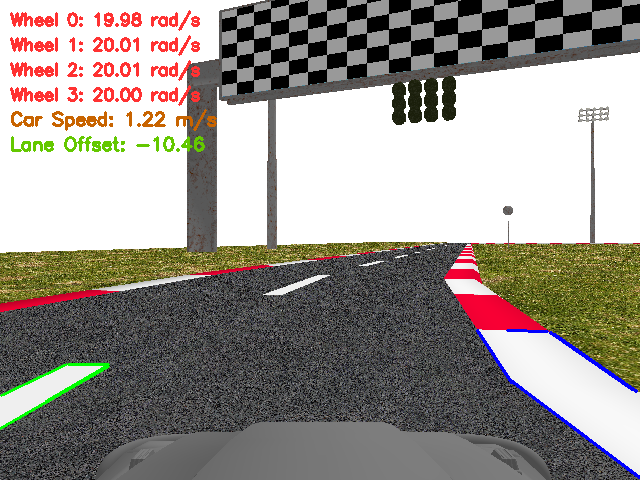 Wheel 0: 19.98 rad/s
Wheel 1: 20.01 rad/s
Wheel 2: 20.01 rad/s
Wheel 3: 20.00 rad/s
Car Speed: 1.22 m/s
Lane Offset: -10.46